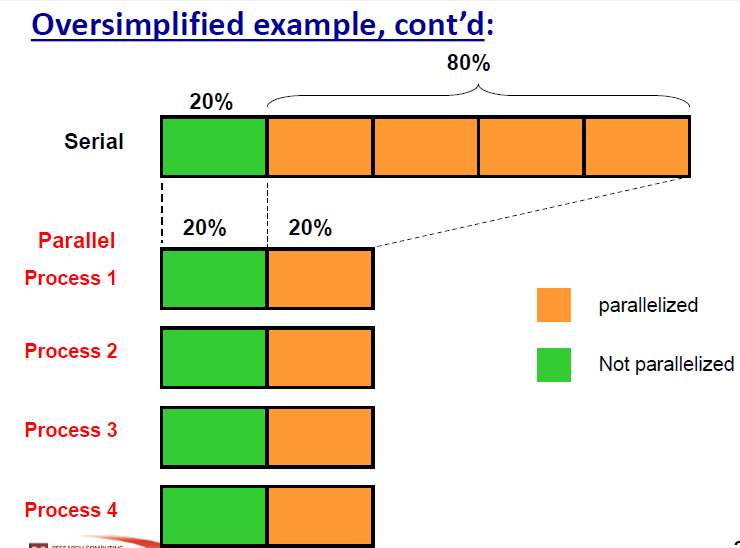 Oversimplified example, cont’d:
80%
20%
Serial
20% 20%
Parallel
Process 1
parallelized
Process 2
Not parallelized
Process 3
Process 4